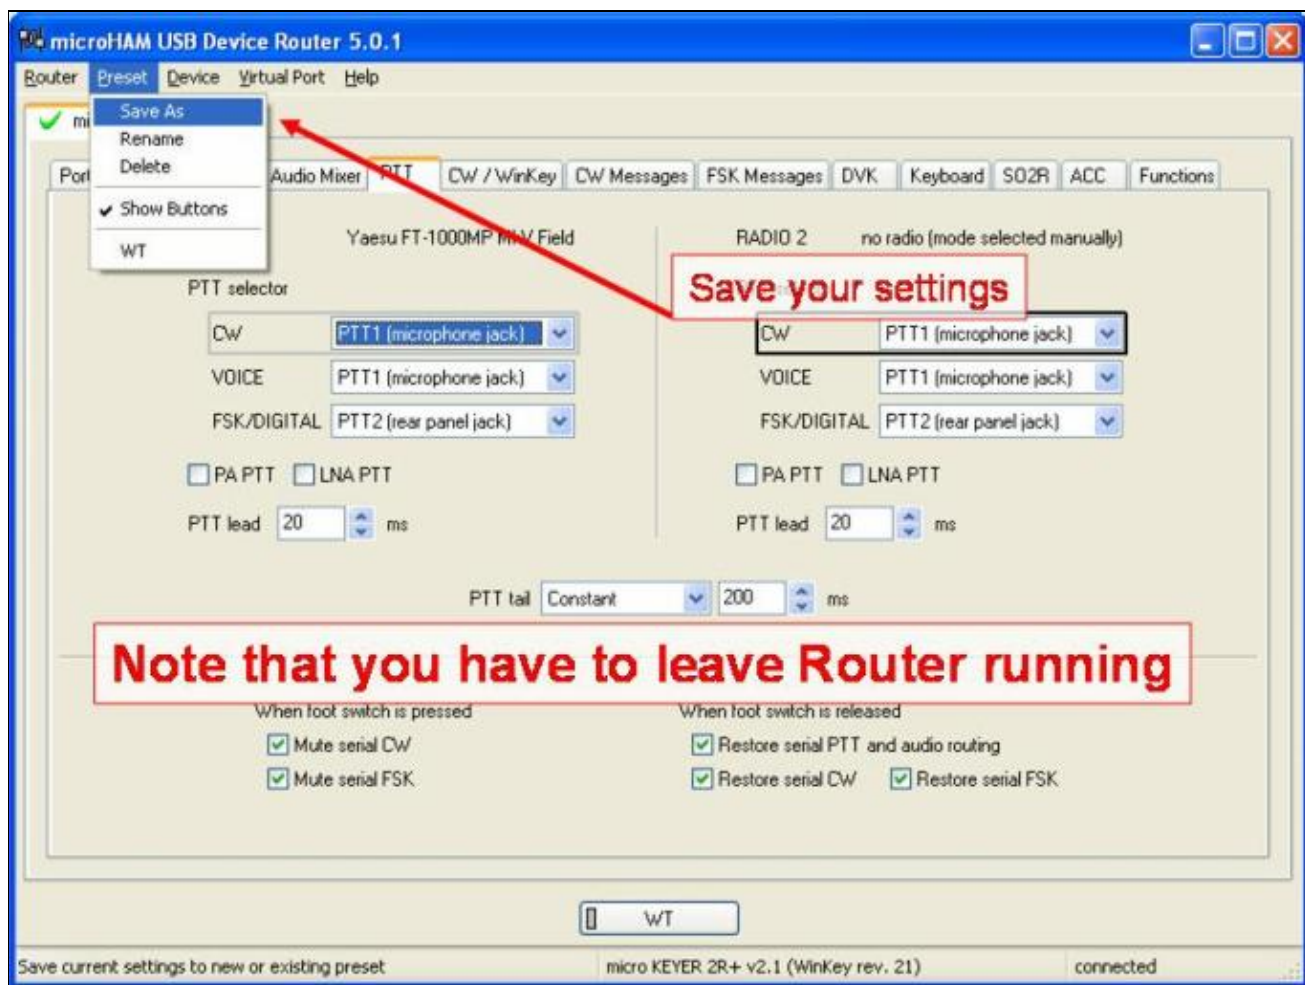 microHAM USB Device Router 5.0.1
Router Preset Device Virtual Port Help
Save As
Rename
Delete
Show Buttons
WT
Audio Mixer PTT CW / WinKey CW Messages FSK Messages DVK Keyboard SO2R ACC Functions
Yaesu FT-1000MP Field
RADIO 2 no radio (mode selected manually)
Save your settings
PTT selector
CW PTT1 (microphone jack) CW PTT1 (microphone jack)
VOICE PTT1 (microphone jack) VOICE PTT1 (microphone jack)
FSK/DIGITAL PTT2 (rear panel jack) FSK/DIGITAL PTT2 (rear panel jack)
PA PTT LNA PTT PA PTT LNA PTT
PTT lead 20 ms PTT lead 20 ms
PTT tail Constant 200 ms
Note that you have to leave Router running
When foot switch is pressed When foot switch is released
Mute serial CW Restore serial PTT and audio routing
Mute serial FSK Restore serial CW Restore serial FSK
WT
Save current settings to new or existing preset micro KEYER 2R+ v2.1 (WinKey rev. 21) connected